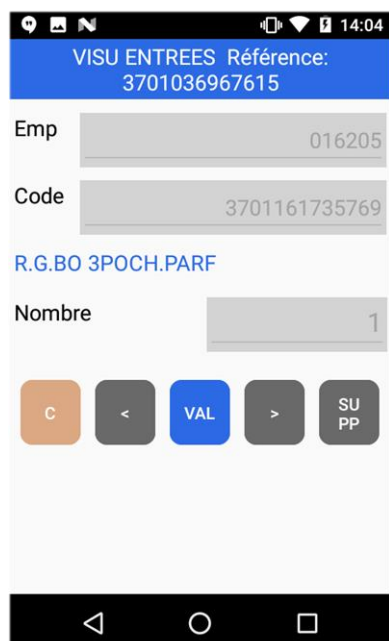 14:04
VISU ENTREES Référence:
3701036967615
Emp
016205
Code
3701161735769
R.G.BO 3POCH.PARF
Nombre
1
C
<
VAL
>
SU
PP